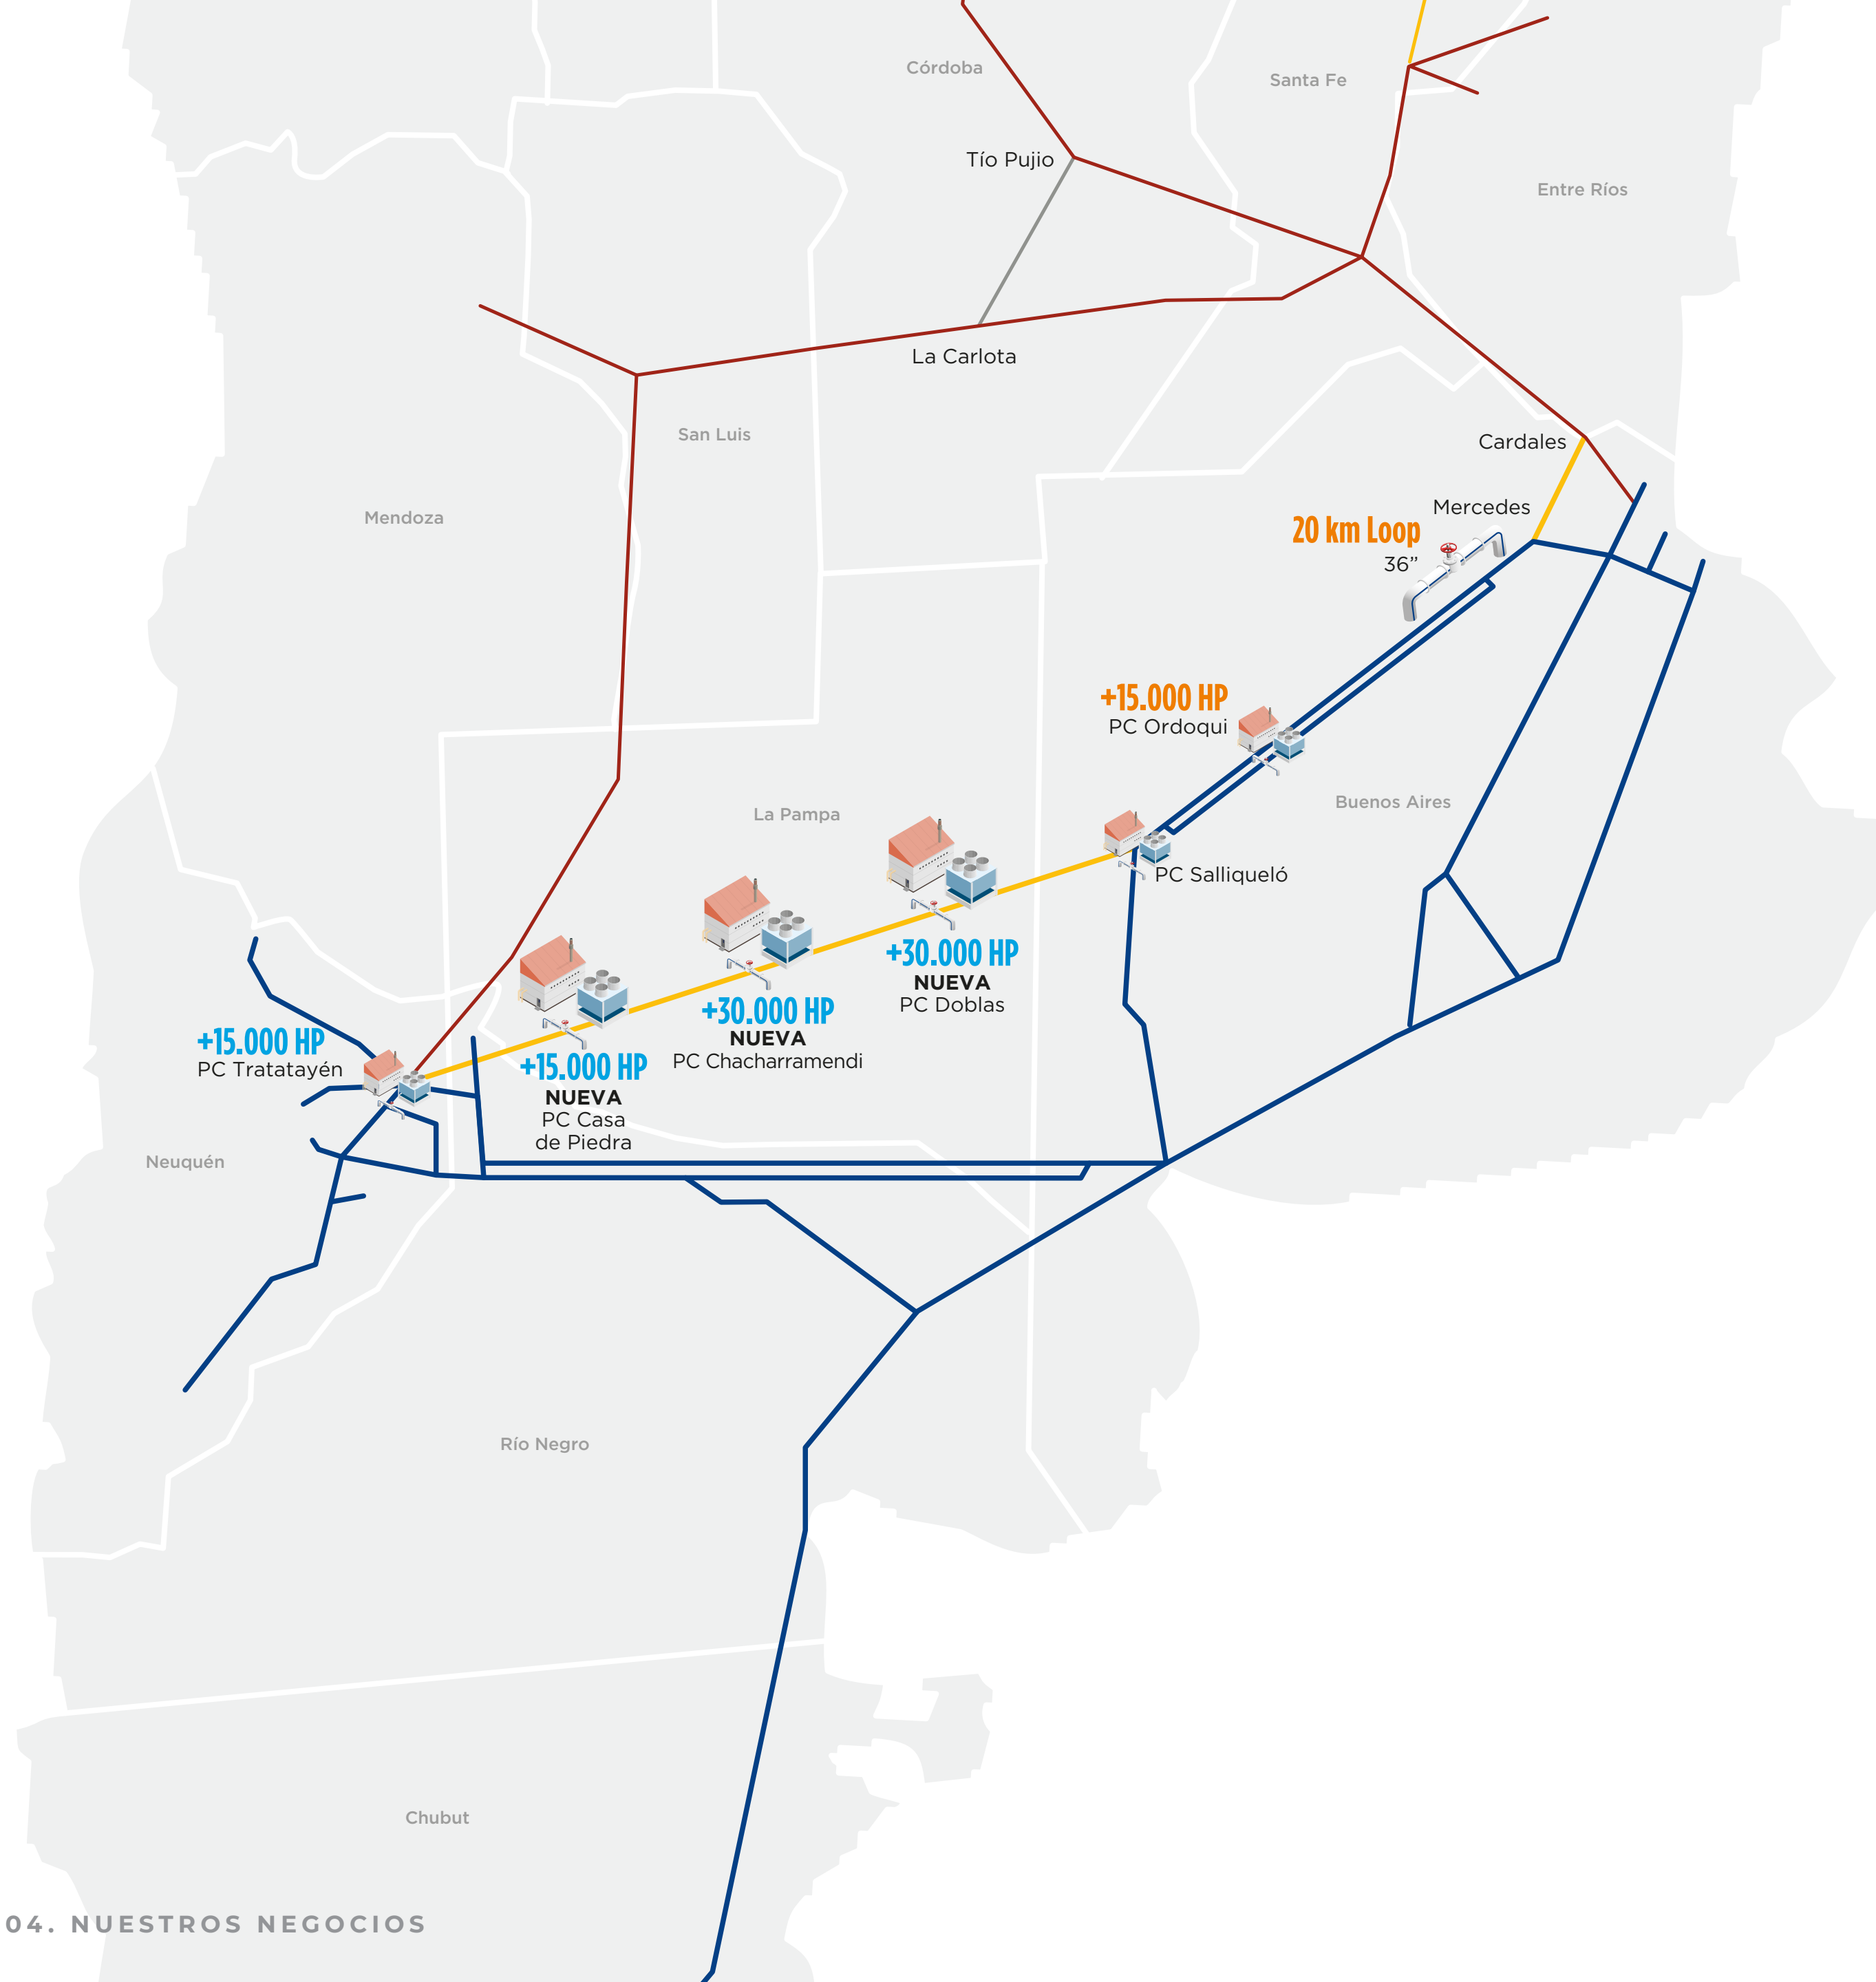 Córdoba
Santa Fe
Tío Pujio
Entre Ríos
La Carlota
San Luis
Cardales
Mendoza
Mercedes
20 km Loop
36”
+15.000 HP
PC Ordoqui
Buenos Aires
La Pampa
PC Salliqueló
+30.000 HP
NUEVA
PC Doblas
+30.000 HP
NUEVA
PC Chacharramendi
+15.000 HP
PC Tratatayén
+15.000 HP
NUEVA
PC Casa
de Piedra
Neuquén
Río Negro
Chubut
04. NUESTROS NEGOCIOS